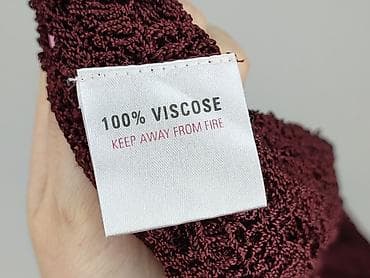 100% VISCOSE
KEEP AWAY FROM FIRE